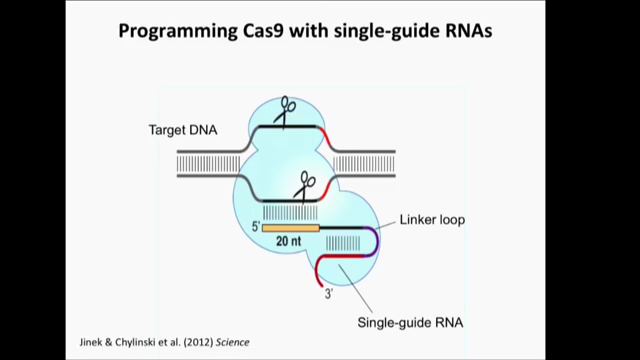 Programming Cas9 with single-guide RNAs
Target DNA
Linker loop
5'
20 nt
3'
Single-guide RNA
Jinek & Chylinski et al. (2012) Science